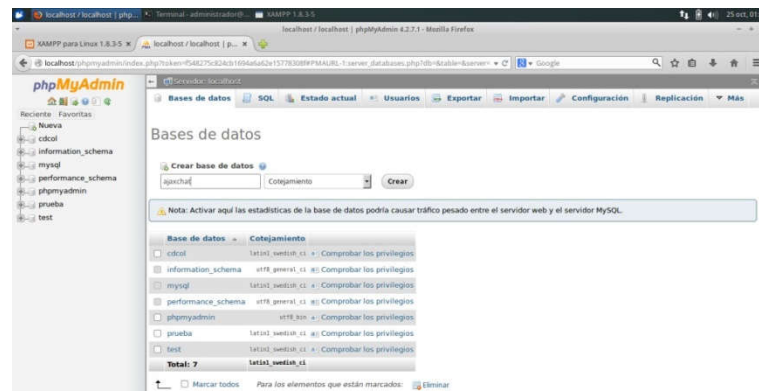 localhost / localhost | php... Terminal - administrador@... XAMPP 1.8.3-5 25 oct, 01
localhost / localhost | phpMyAdmin 4.2.7.1 - Mozilla Firefox
XAMPP para Linux 1.8.3-5 localhost / localhost | p...
Google
phpMyAdmin
Servidor: localhost
Bases de datos SQL Estado actual Usuarios Exportar Importar Configuración Replicación Más
Reciente Favoritas
Nueva
cdcol
information_schema
mysql
performance_schema
phpmyadmin
prueba
test
Bases de datos
Crear base de datos
ajaxchat Cotejamiento Crear
Nota: Activar aquí las estadísticas de la base de datos podría causar tráfico pesado entre el servidor web y el servidor MySQL.
Base de datos Cotejamiento
cdcol latin1_swedish_ci Comprobar los privilegios
information_schema utf8_general_ci Comprobar los privilegios
mysql latin1_swedish_ci Comprobar los privilegios
performance_schema utf8_general_ci Comprobar los privilegios
phpmyadmin utf8_bin Comprobar los privilegios
prueba latin1_swedish_ci Comprobar los privilegios
test latin1_swedish_ci Comprobar los privilegios
Total: 7 latin1_swedish_ci
Marcar todos Para los elementos que están marcados: Eliminar